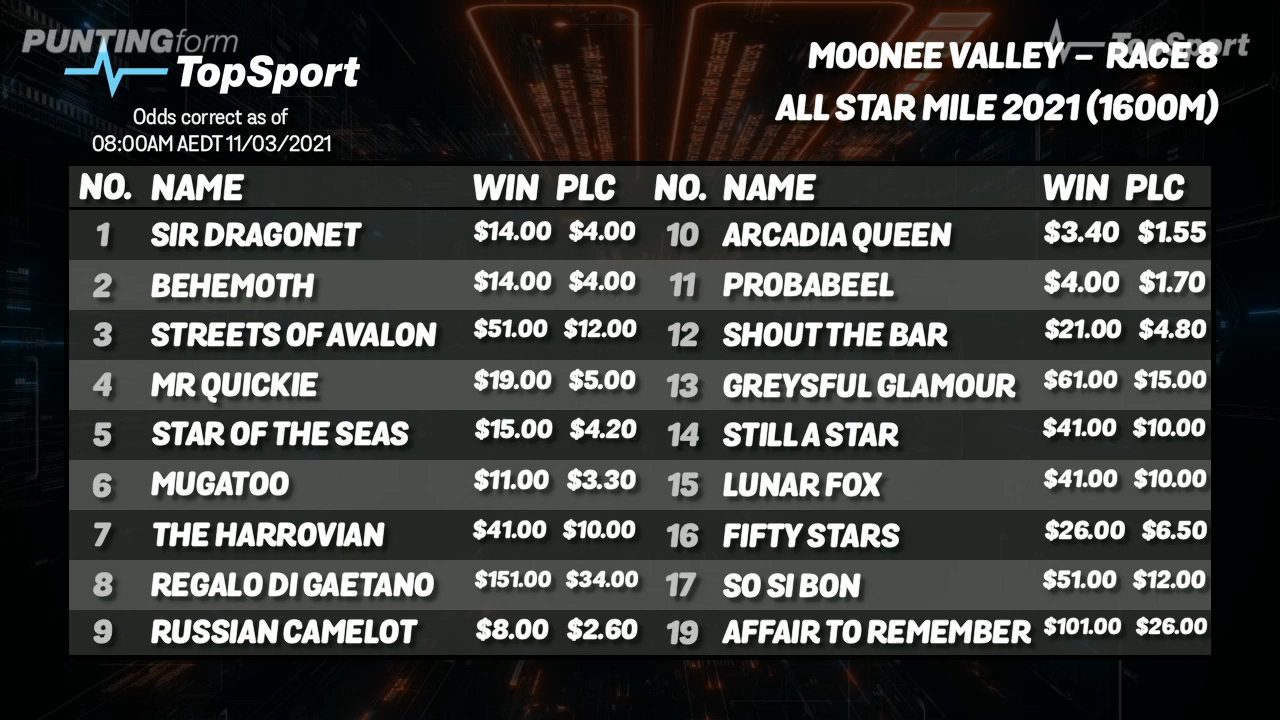 PUNTINGform
TopSport
TopSport
Odds correct as of
08:00AM AEDT 11/03/2021
MOONEE VALLEY – RACE 8
ALL STAR MILE 2021 (1600M)
NO. NAME WIN PLC NO. NAME WIN PLC
1 SIR DRAGONET $14.00 $4.00 10 ARCADIA QUEEN $3.40 $1.55
2 BEHEMOTH $14.00 $4.00 11 PROBABEEL $4.00 $1.70
3 STREETS OF AVALON $51.00 $12.00 12 SHOUT THE BAR $21.00 $4.80
4 MR QUICKIE $19.00 $5.00 13 GREYSFUL GLAMOUR $61.00 $15.00
5 STAR OF THE SEAS $15.00 $4.20 14 STILL A STAR $41.00 $10.00
6 MUGATOO $11.00 $3.30 15 LUNAR FOX $41.00 $10.00
7 THE HARROVIAN $41.00 $10.00 16 FIFTY STARS $26.00 $6.50
8 REGALO DI GAETANO $151.00 $34.00 17 SO SI BON $51.00 $12.00
9 RUSSIAN CAMELOT $8.00 $2.60 19 AFFAIR TO REMEMBER $101.00 $26.00